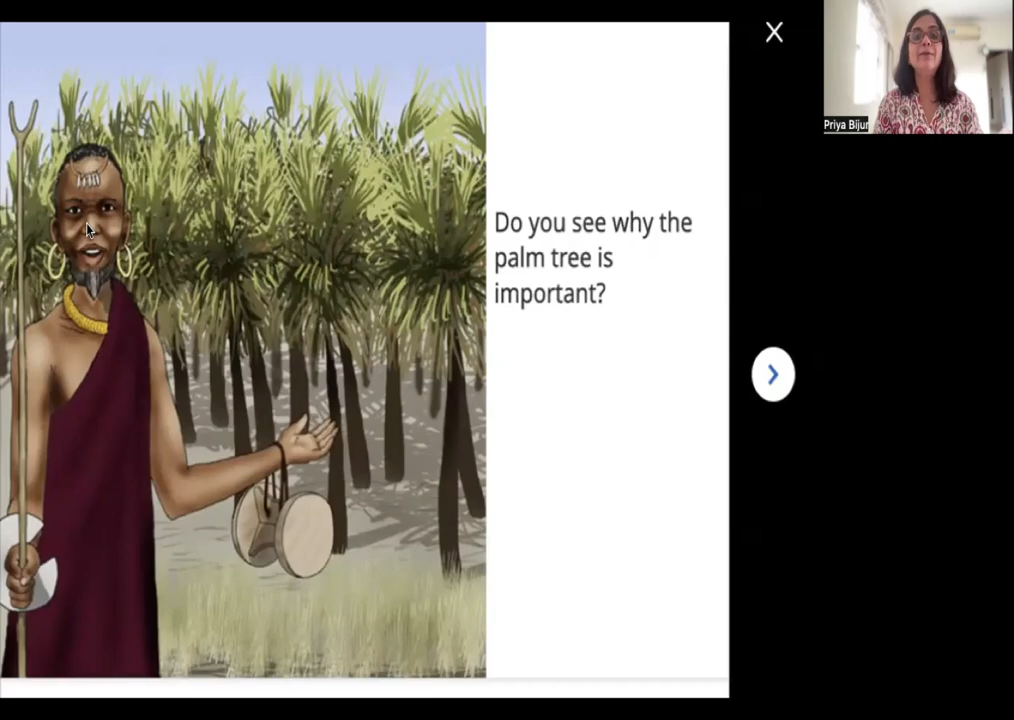 Do you see why the
palm tree is
important?
Priya Bijur